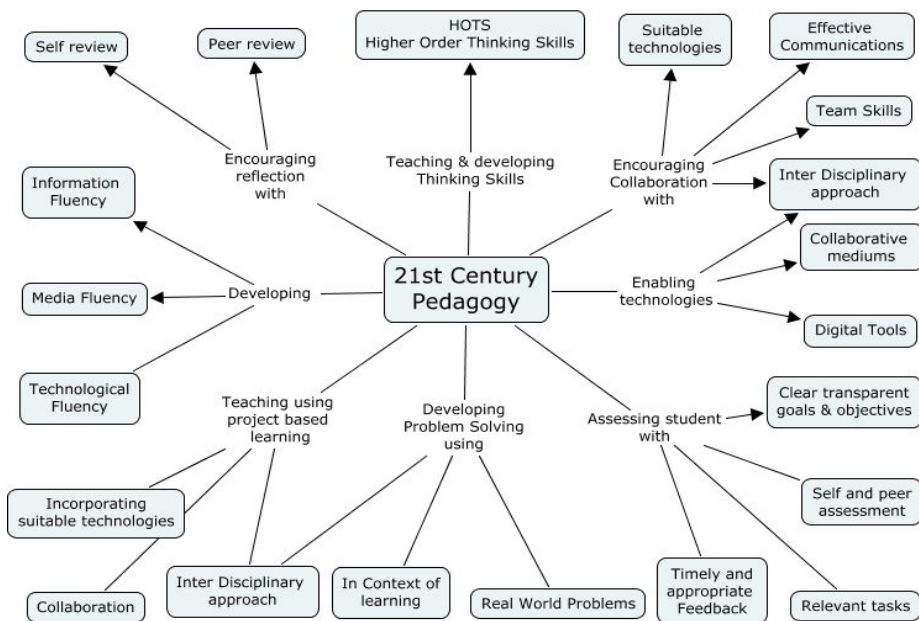 HOTS
Higher Order Thinking Skills
Self review
Peer review
Suitable
technologies
Effective
Communications
Team Skills
Encouraging
reflection
with
Teaching & developing
Thinking Skills
Encouraging
Collaboration
with
Information
Fluency
Inter Disciplinary
approach
Collaborative
mediums
21st Century
Pedagogy
Media Fluency
Developing
Enabling
technologies
Digital Tools
Technological
Fluency
Teaching using
project based
learning
Developing
Problem Solving
using
Assessing student
with
Clear transparent
goals & objectives
Incorporating
suitable technologies
Self and peer
assessment
Collaboration
Inter Disciplinary
approach
In Context of
learning
Real World Problems
Timely and
appropriate
Feedback
Relevant tasks